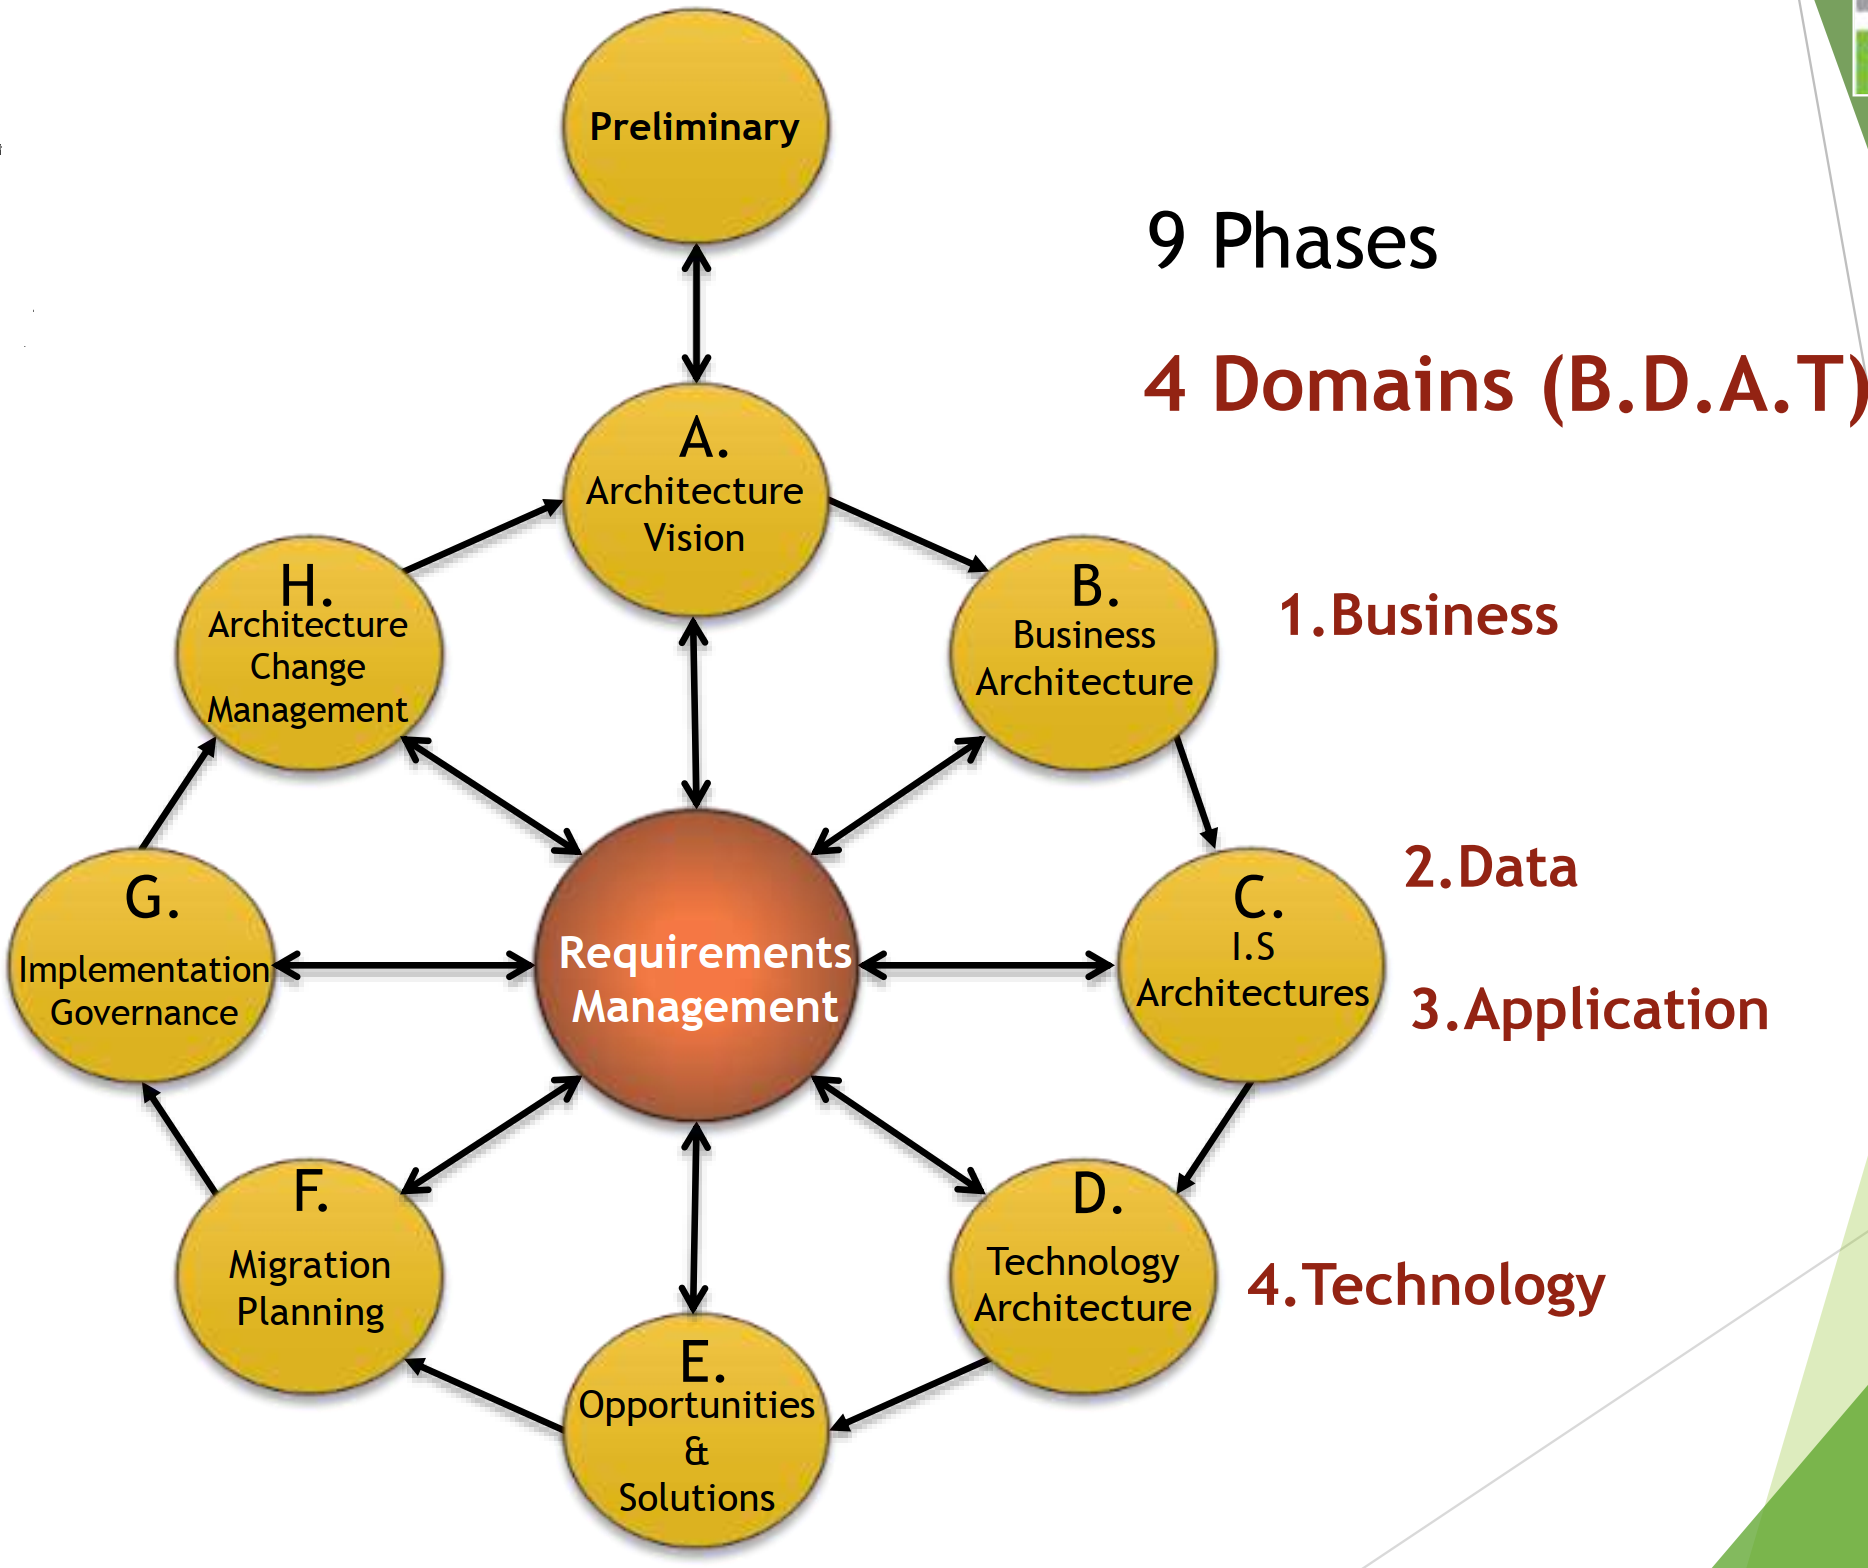 Preliminary
9 Phases
4 Domains (B.D.A.T)
A.
Architecture
Vision
H.
Architecture
Change
Management
B.
Business
Architecture
1.Business
G.
Implementation
Governance
Requirements
Management
C.
I.S
Architectures
2.Data
3.Application
F.
Migration
Planning
D.
Technology
Architecture
4.Technology
E.
Opportunities
&
Solutions